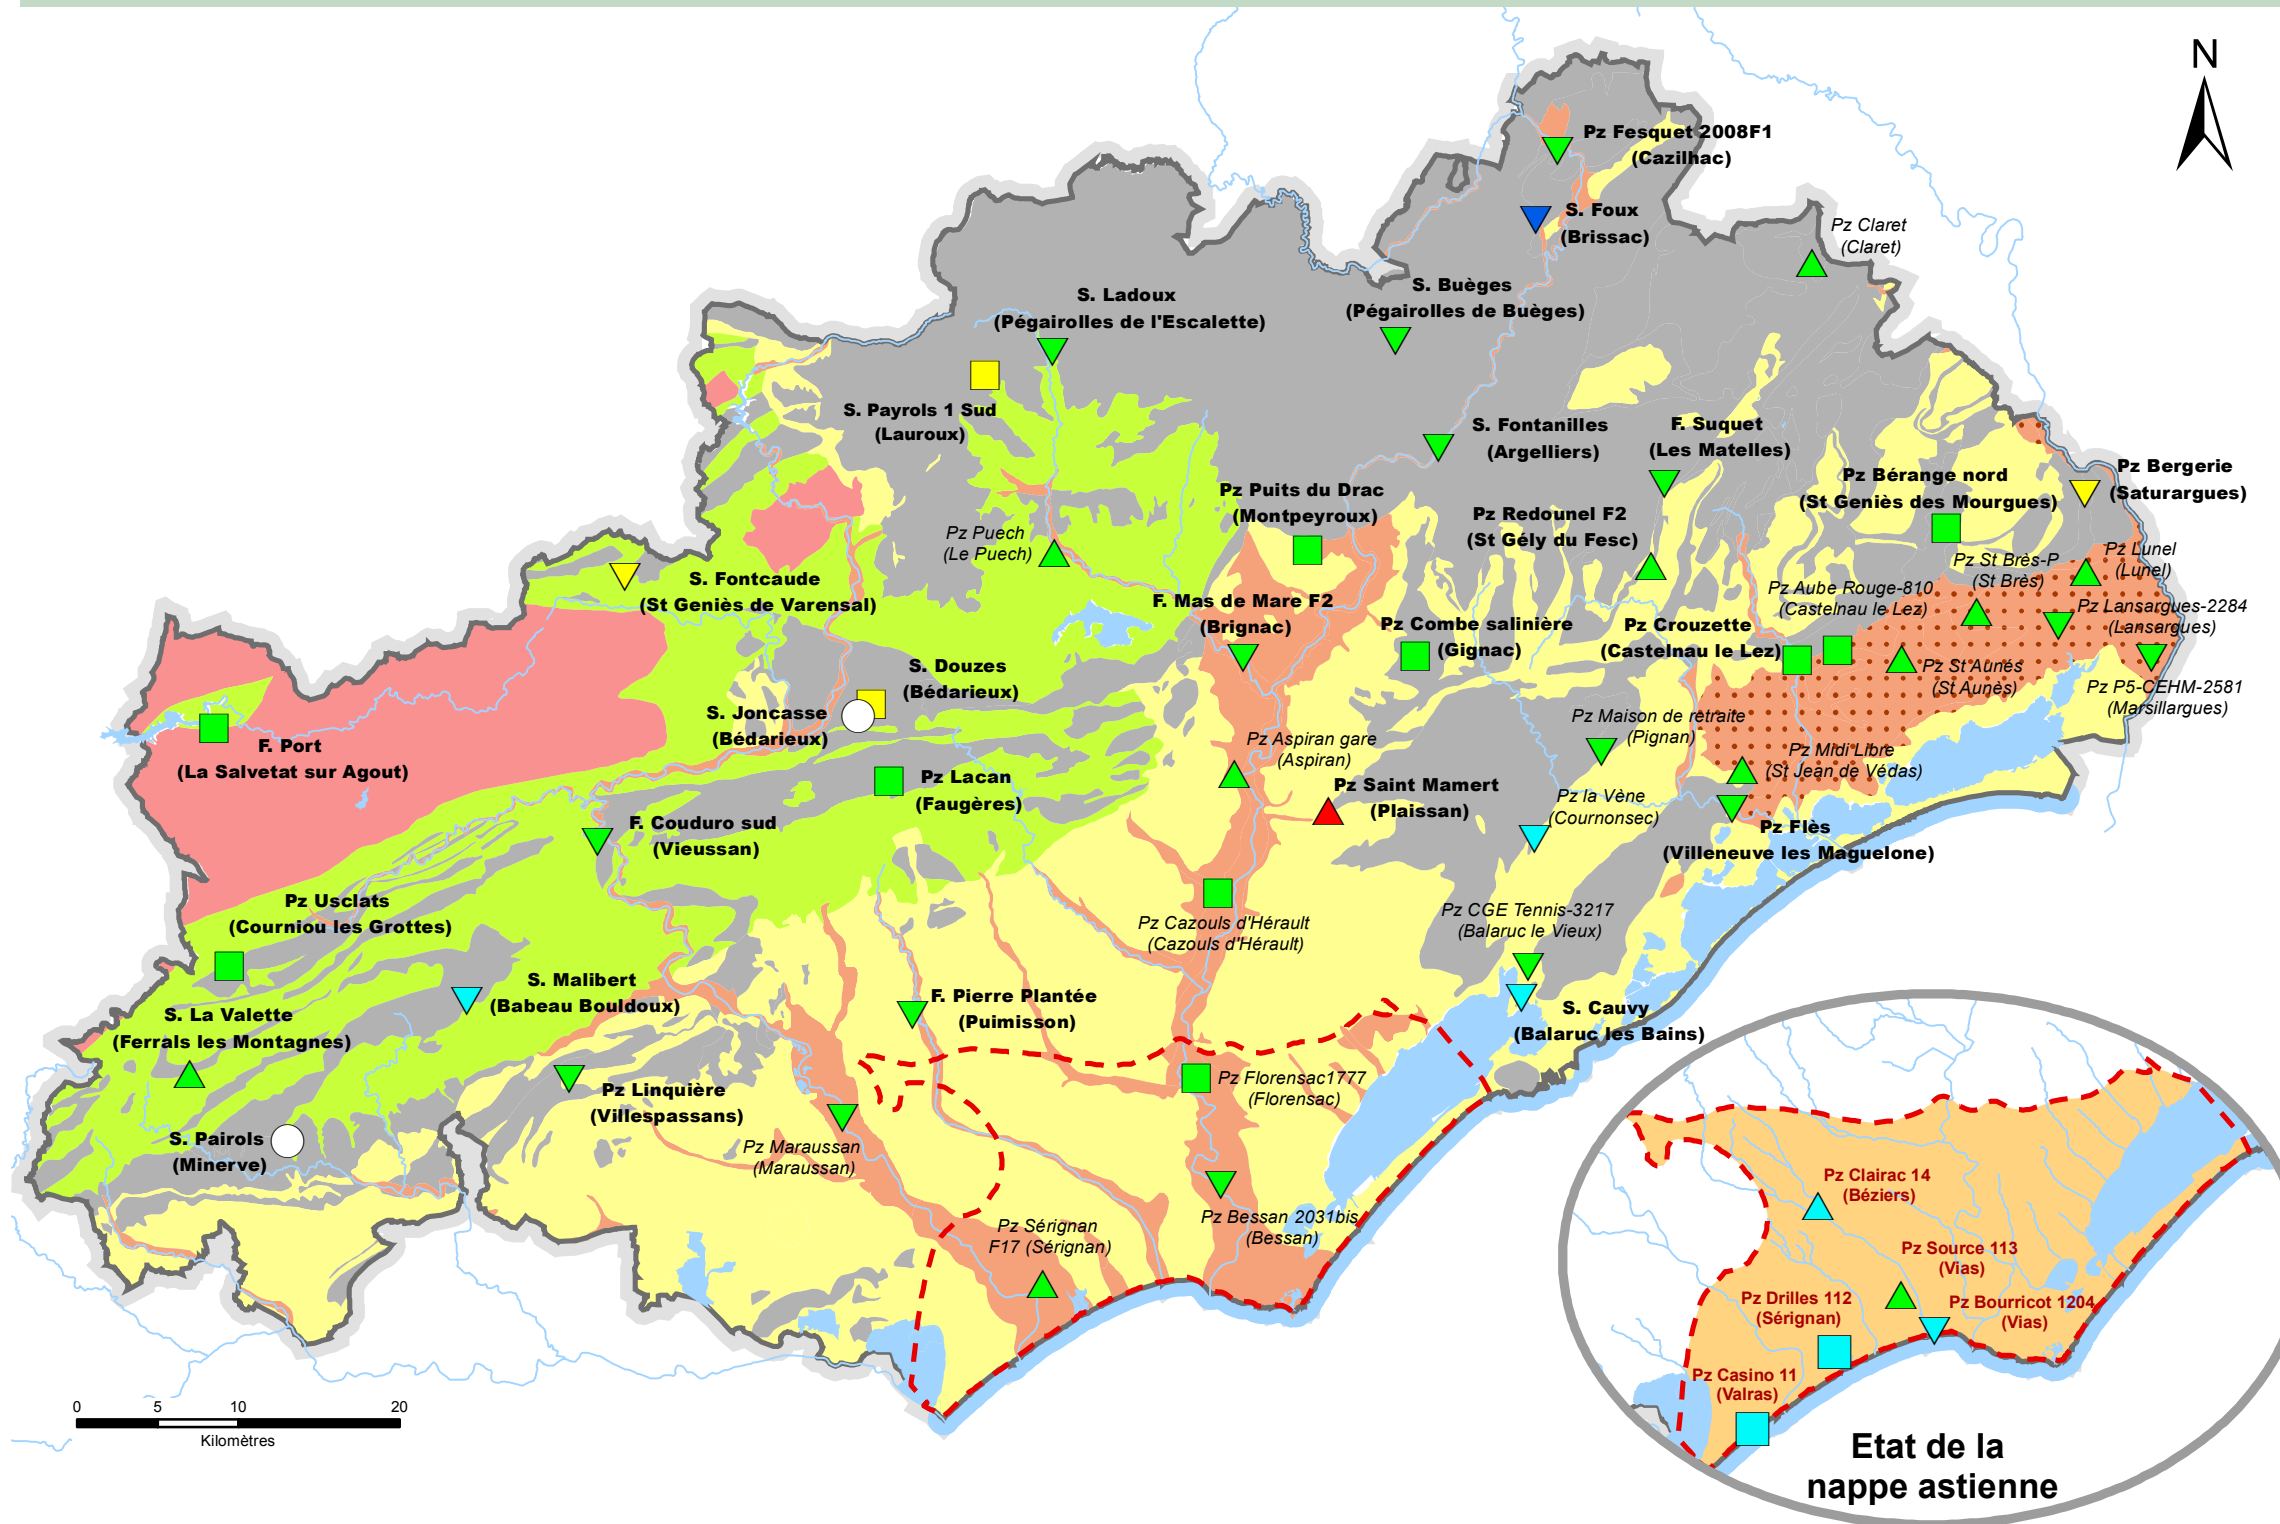 N
Pz Fesquet 2008F1
(Cazilhac)
S. Foux
(Brissac)
Pz Claret
(Claret)
S. Buèges
(Pégairolles de Buèges)
S. Ladoux
(Pégairolles de l'Escalette)
S. Payrols 1 Sud
(Lauroux)
S. Fontanilles
(Argelliers)
F. Suquet
(Les Matelles)
Pz Bérange nord
(St Geniès des Mourgues)
Pz Bergerie
(Saturargues)
Pz Puits du Drac
(Montpeyroux)
Pz Redounel F2
(St Gély du Fesc)
Pz Puech
(Le Puech)
Pz St Brès-P
(St Brès)
Pz Lunel
(Lunel)
S. Fontcaude
(St Geniès de Varensal)
Pz Aube Rouge-810
(Castelnau le Lez)
F. Mas de Mare F2
(Brignac)
Pz Lansargues-2284
(Lansargues)
Pz Combe salinière
(Gignac)
Pz Crouzette
(Castelnau le Lez)
S. Douzes
(Bédarieux)
Pz St Aunés
(St Aunès)
Pz P5-CEHM-2581
(Marsillargues)
S. Joncasse
(Bédarieux)
Pz Maison de retraite
(Pignan)
F. Port
(La Salvetat sur Agout)
Pz Aspiran gare
(Aspiran)
Pz Midi Libre
(St Jean de Védas)
Pz Lacan
(Faugères)
Pz Saint Mamert
(Plaissan)
Pz la Vène
(Cournonsec)
F. Couduro sud
(Vieussan)
Pz Flès
(Villeneuve les Maguelone)
Pz Usclats
(Courniou les Grottes)
Pz Cazouls d'Hérault
(Cazouls d'Hérault)
Pz CGE Tennis-3217
(Balaruc le Vieux)
S. Malibert
(Babeau Bouldoux)
F. Pierre Plantée
(Puimisson)
S. La Valette
(Ferrals les Montagnes)
S. Cauvy
(Balaruc les Bains)
Pz Linquière
(Villespassans)
Pz Florensac1777
(Florensac)
S. Pairols
(Minerve)
Pz Maraussan
(Maraussan)
Pz Sérignan
F17 (Sérignan)
Pz Bessan 2031bis
(Bessan)
Pz Clairac 14
(Béziers)
Pz Source 113
(Vias)
Pz Drilles 112
(Sérignan)
Pz Bourricot 1204
(Vias)
Pz Casino 11
(Valras)
Etat de la
nappe astienne
0 5 10 20
Kilomètres